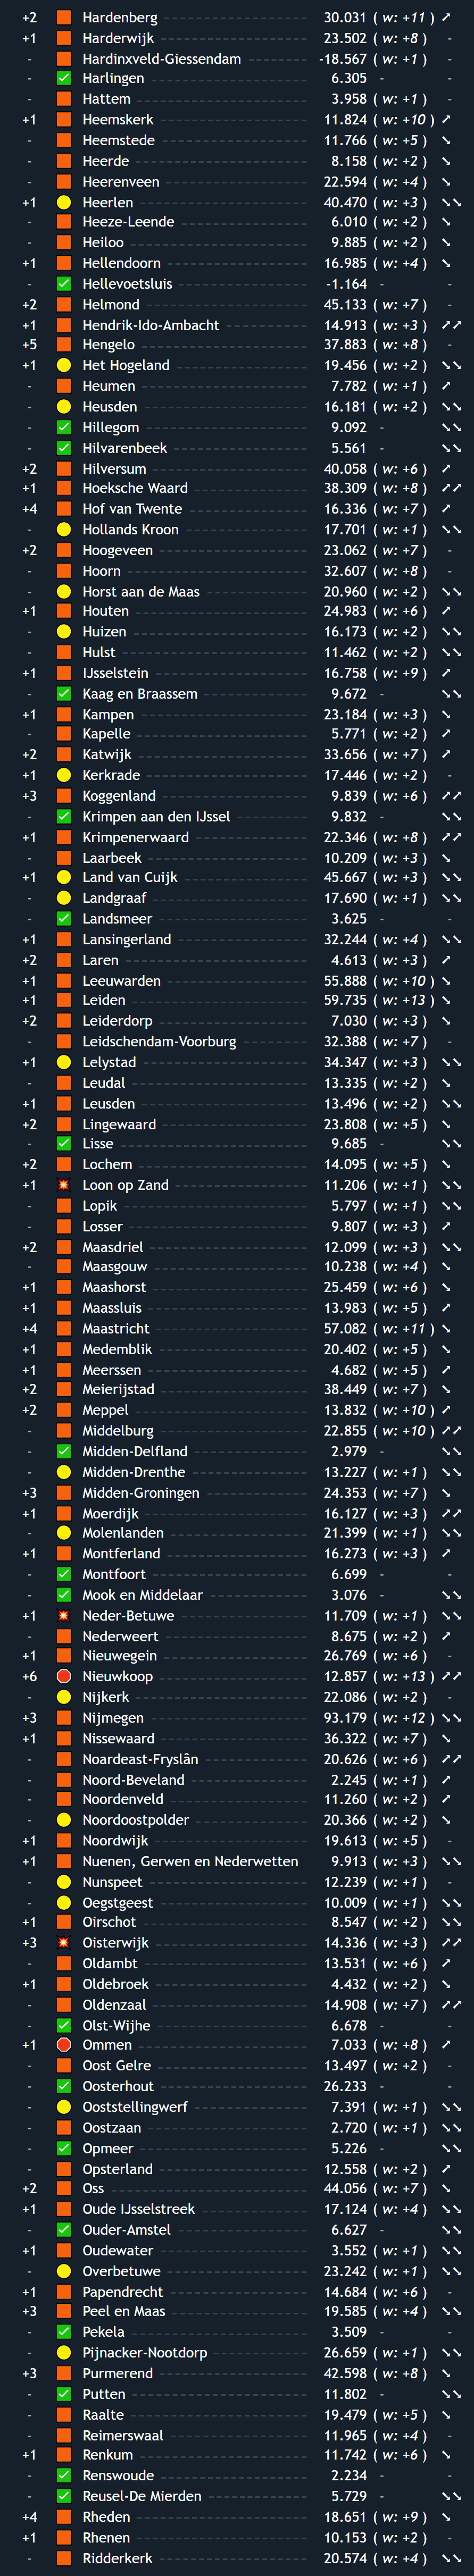 +2 Hardenberg 30.031 ( w: +11 )
+1 Harderwijk 23.502 ( w: +8 ) -
- Hardinxveld-Giessendam -18.567 ( w: +1 ) -
- Harlingen 6.305 - -
- Hattem 3.958 ( w: +1 ) -
+1 Heemskerk 11.824 ( w: +10 )
- Heemstede 11.766 ( w: +5 )
- Heerde 8.158 ( w: +2 )
- Heerenveen 22.594 ( w: +4 )
+1 Heerlen 40.470 ( w: +3 )
- Heeze-Leende 6.010 ( w: +2 )
- Heiloo 9.885 ( w: +2 )
+1 Hellendoorn 16.985 ( w: +4 )
- Hellevoetsluis -1.164 - -
+2 Helmond 45.133 ( w: +7 ) -
+1 Hendrik-Ido-Ambacht 14.913 ( w: +3 )
+5 Hengelo 37.883 ( w: +8 ) -
+1 Het Hogeland 19.456 ( w: +2 )
- Heumen 7.782 ( w: +1 )
- Heusden 16.181 ( w: +2 )
- Hillegom 9.092 -
- Hilvarenbeek 5.561 -
+2 Hilversum 40.058 ( w: +6 )
+1 Hoeksche Waard 38.309 ( w: +8 )
+4 Hof van Twente 16.336 ( w: +7 )
- Hollands Kroon 17.701 ( w: +1 )
+2 Hoogeveen 23.062 ( w: +7 ) -
- Hoorn 32.607 ( w: +8 ) -
- Horst aan de Maas 20.960 ( w: +2 )
+1 Houten 24.983 ( w: +6 )
- Huizen 16.173 ( w: +2 )
- Hulst 11.462 ( w: +2 )
+1 IJsselstein 16.758 ( w: +9 )
- Kaag en Braassem 9.672 -
+1 Kampen 23.184 ( w: +3 )
- Kapelle 5.771 ( w: +2 )
+2 Katwijk 33.656 ( w: +7 )
+1 Kerkrade 17.446 ( w: +2 ) -
+3 Koggenland 9.839 ( w: +6 )
- Krimpen aan den IJssel 9.832 -
+1 Krimpenerwaard 22.346 ( w: +8 )
- Laarbeek 10.209 ( w: +3 )
+1 Land van Cuijk 45.667 ( w: +3 )
- Landgraaf 17.690 ( w: +1 )
- Landsmeer 3.625 - -
+1 Lansingerland 32.244 ( w: +4 )
+2 Laren 4.613 ( w: +3 )
+1 Leeuwarden 55.888 ( w: +10 )
+1 Leiden 59.735 ( w: +13 )
+2 Leiderdorp 7.030 ( w: +3 )
- Leidschendam-Voorburg 32.388 ( w: +7 ) -
+1 Lelystad 34.347 ( w: +3 )
- Leudal 13.335 ( w: +2 )
+1 Leusden 13.496 ( w: +2 )
+2 Lingewaard 23.808 ( w: +5 )
- Lisse 9.685 -
+2 Lochem 14.095 ( w: +5 )
+1 Loon op Zand 11.206 ( w: +1 )
- Lopik 5.797 ( w: +1 )
- Losser 9.807 ( w: +3 )
+2 Maasdriel 12.099 ( w: +3 )
- Maasgouw 10.238 ( w: +4 )
+1 Maashorst 25.459 ( w: +6 )
+1 Maassluis 13.983 ( w: +5 )
+4 Maastricht 57.082 ( w: +11 )
+1 Medemblik 20.402 ( w: +5 )
+1 Meerssen 4.682 ( w: +5 )
+2 Meierijstad 38.449 ( w: +7 )
+2 Meppel 13.832 ( w: +10 )
- Middelburg 22.855 ( w: +10 )
- Midden-Delfland 2.979 -
- Midden-Drenthe 13.227 ( w: +1 )
+3 Midden-Groningen 24.353 ( w: +7 )
+1 Moerdijk 16.127 ( w: +3 )
- Molenlanden 21.399 ( w: +1 )
+1 Montferland 16.273 ( w: +3 )
- Montfoort 6.699 - -
- Mook en Middelaar 3.076 -
+1 Neder-Betuwe 11.709 ( w: +1 )
- Nederweert 8.675 ( w: +2 )
+1 Nieuwegein 26.769 ( w: +6 ) -
+6 Nieuwkoop 12.857 ( w: +13 )
- Nijkerk 22.086 ( w: +2 ) -
+3 Nijmegen 93.179 ( w: +12 )
+1 Nissewaard 36.322 ( w: +7 )
- Noardeast-Fryslân 20.626 ( w: +6 )
- Noord-Beveland 2.245 ( w: +1 )
- Noordenveld 11.260 ( w: +2 )
- Noordoostpolder 20.366 ( w: +2 )
+1 Noordwijk 19.613 ( w: +5 ) -
+1 Nuenen, Gerwen en Nederwetten 9.913 ( w: +3 )
- Nunspeet 12.239 ( w: +1 ) -
- Oegstgeest 10.009 ( w: +1 )
+1 Oirschot 8.547 ( w: +2 )
+3 Oisterwijk 14.336 ( w: +3 )
- Oldambt 13.531 ( w: +6 )
+1 Oldebroek 4.432 ( w: +2 )
- Oldenzaal 14.908 ( w: +7 )
- Olst-Wijhe 6.678 - -
+1 Ommen 7.033 ( w: +8 )
- Oost Gelre 13.497 ( w: +2 ) -
- Oosterhout 26.233 - -
- Ooststellingwerf 7.391 ( w: +1 )
- Oostzaan 2.720 ( w: +1 )
- Opmeer 5.226 -
- Opsterland 12.558 ( w: +2 )
+2 Oss 44.056 ( w: +7 )
+1 Oude IJsselstreek 17.124 ( w: +4 )
- Ouder-Amstel 6.627 -
+1 Oudewater 3.552 ( w: +1 )
- Overbetuwe 23.242 ( w: +1 )
+1 Papendrecht 14.684 ( w: +6 ) -
+3 Peel en Maas 19.585 ( w: +4 )
- Pekela 3.509 - -
- Pijnacker-Nootdorp 26.659 ( w: +1 )
+3 Purmerend 42.598 ( w: +8 )
- Putten 11.802 -
- Raalte 19.479 ( w: +5 )
- Reimerswaal 11.965 ( w: +4 ) -
+1 Renkum 11.742 ( w: +6 )
- Renswoude 2.234 - -
- Reusel-De Mierden 5.729 -
+4 Rheden 18.651 ( w: +9 )
+1 Rhenen 10.153 ( w: +2 ) -
- Ridderkerk 20.574 ( w: +4 )